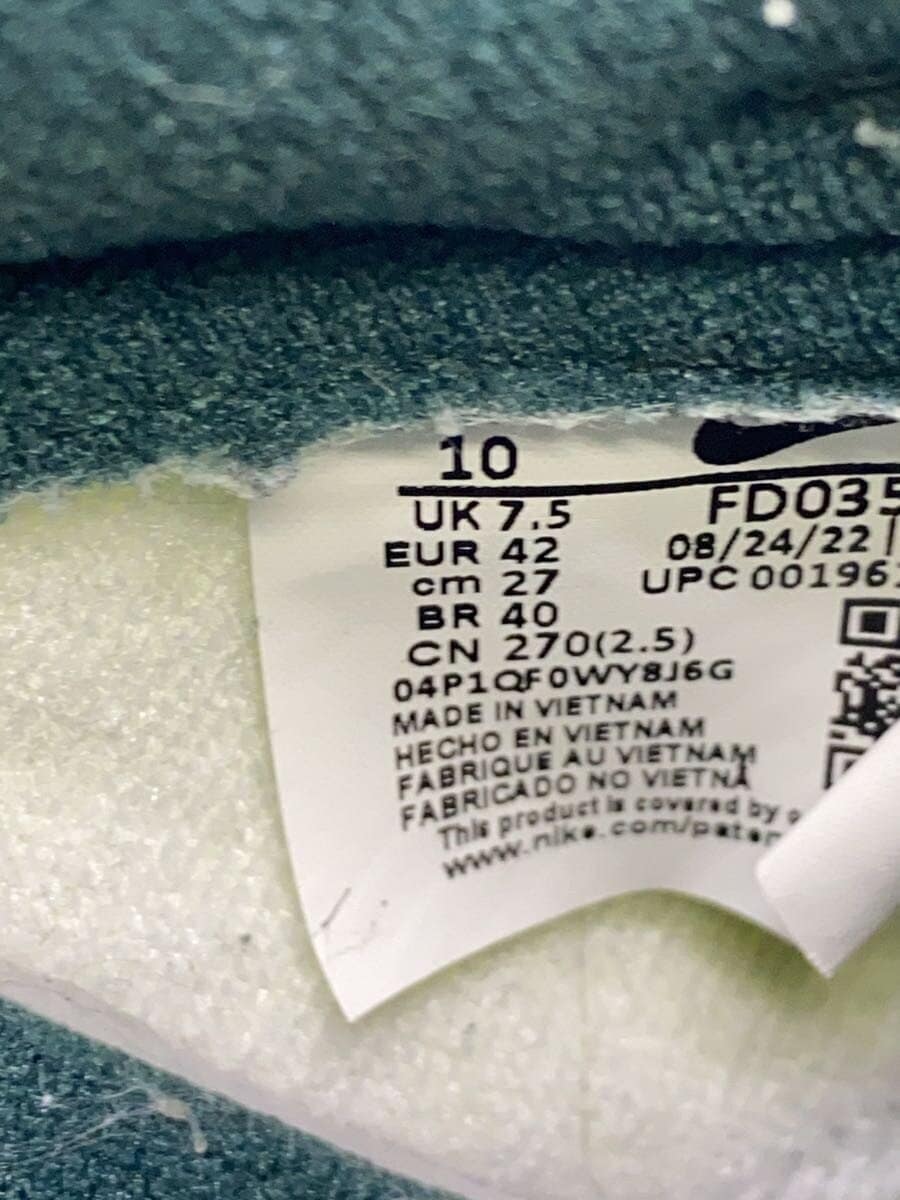 10
UK 7.5 FD035
EUR 42 08/24/22
cm 27 UPC 00196
BR 40
CN 270(2.5)
04P1QF0WY8J6G
MADE IN VIETNAM
HECHO EN VIETNAM
FABRIQUE AU VIETNAM
FABRICADO NO VIETNÃ
This product is covered by
www.nike.com/paten